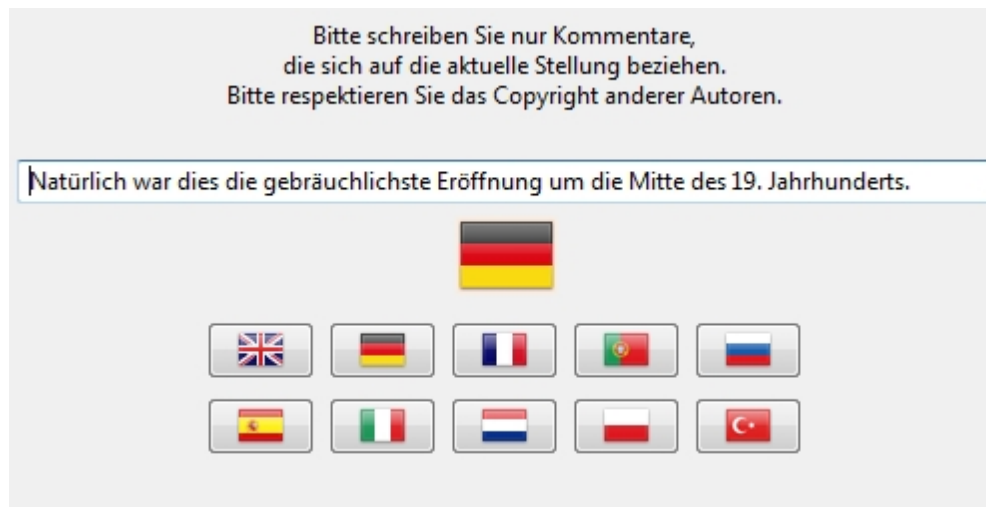 Bitte schreiben Sie nur Kommentare,
die sich auf die aktuelle Stellung beziehen.
Bitte respektieren Sie das Copyright anderer Autoren.
Natürlich war dies die gebräuchlichste Eröffnung um die Mitte des 19. Jahrhunderts.